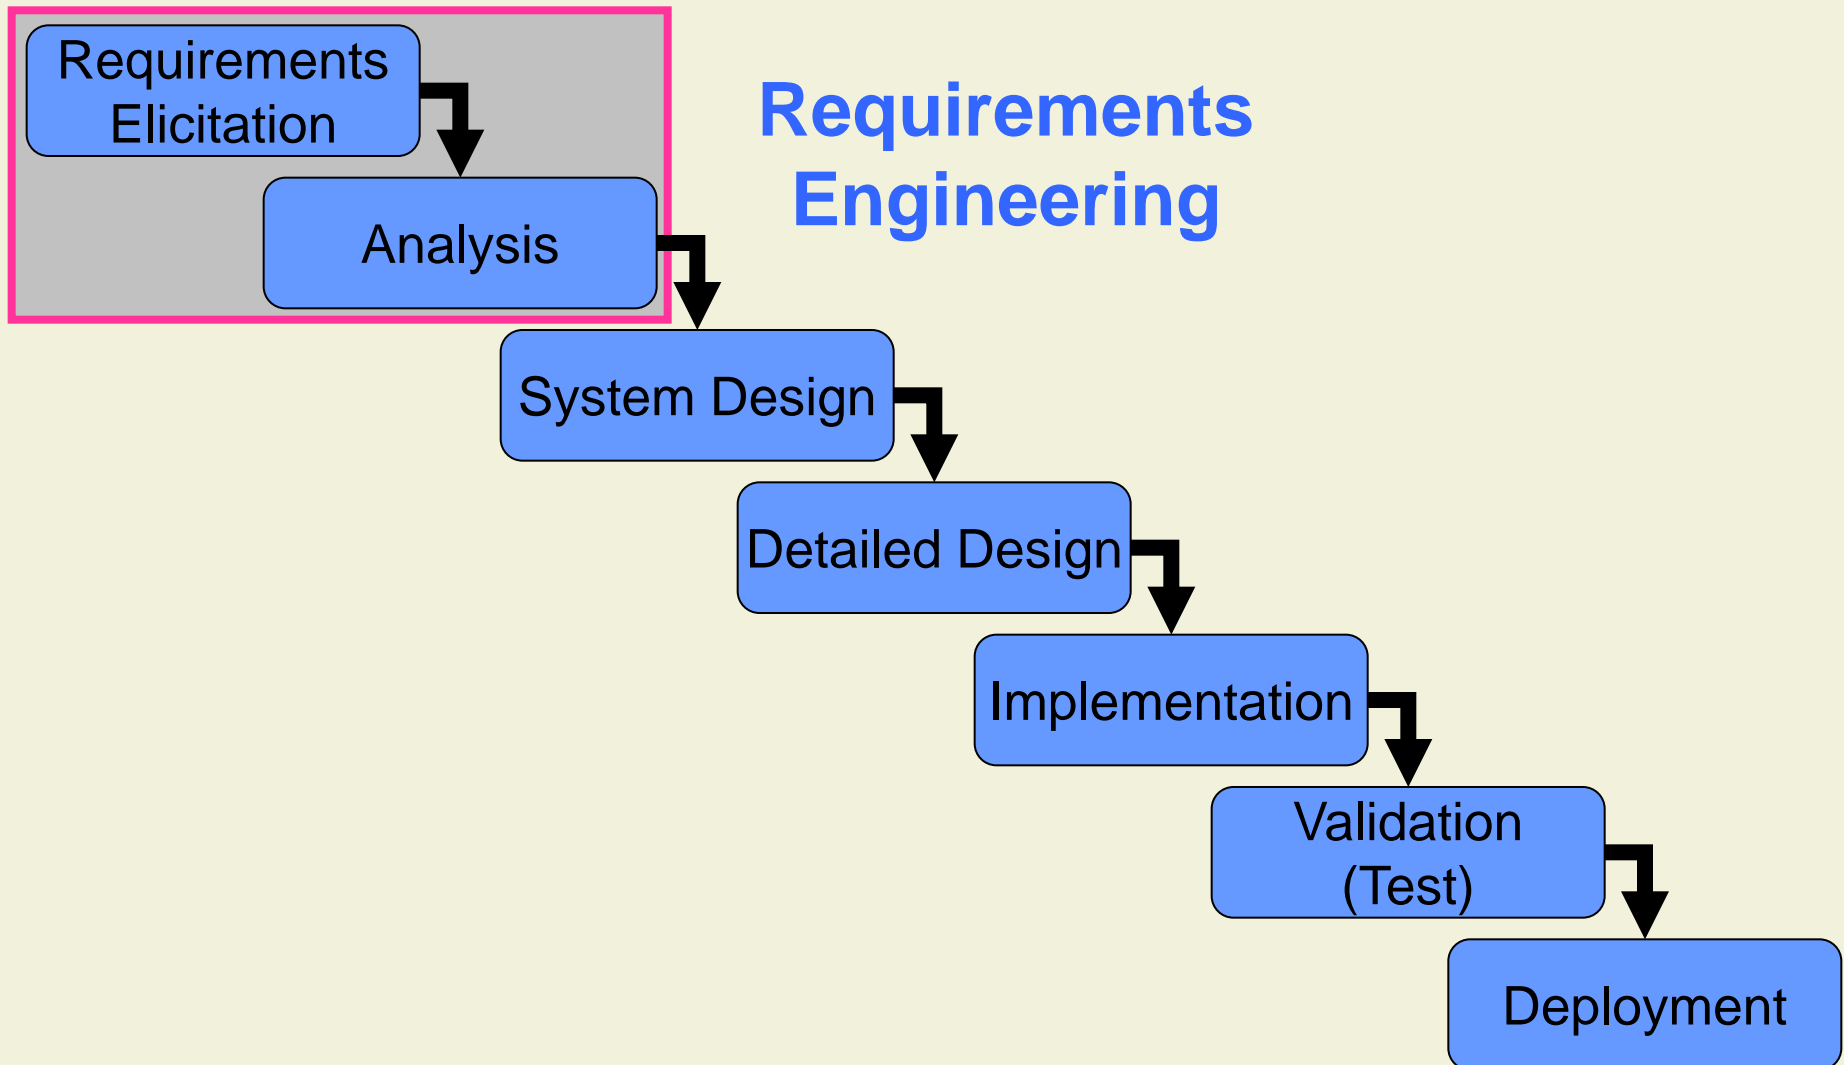 Requirements
Elicitation
Requirements
Engineering
Analysis
System Design
Detailed Design
Implementation
Validation
(Test)
Deployment